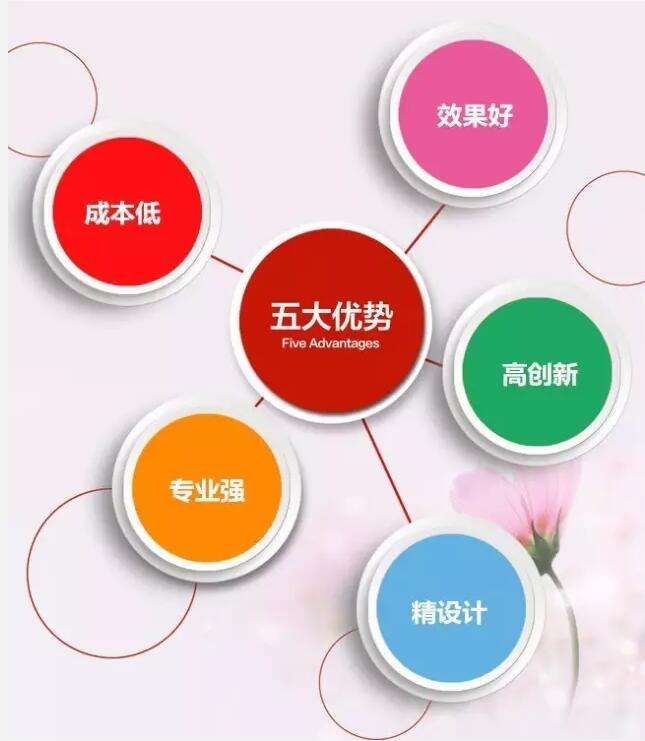 效果好
成本低
五大优势
Five Advantages
高创新
专业强
精设计